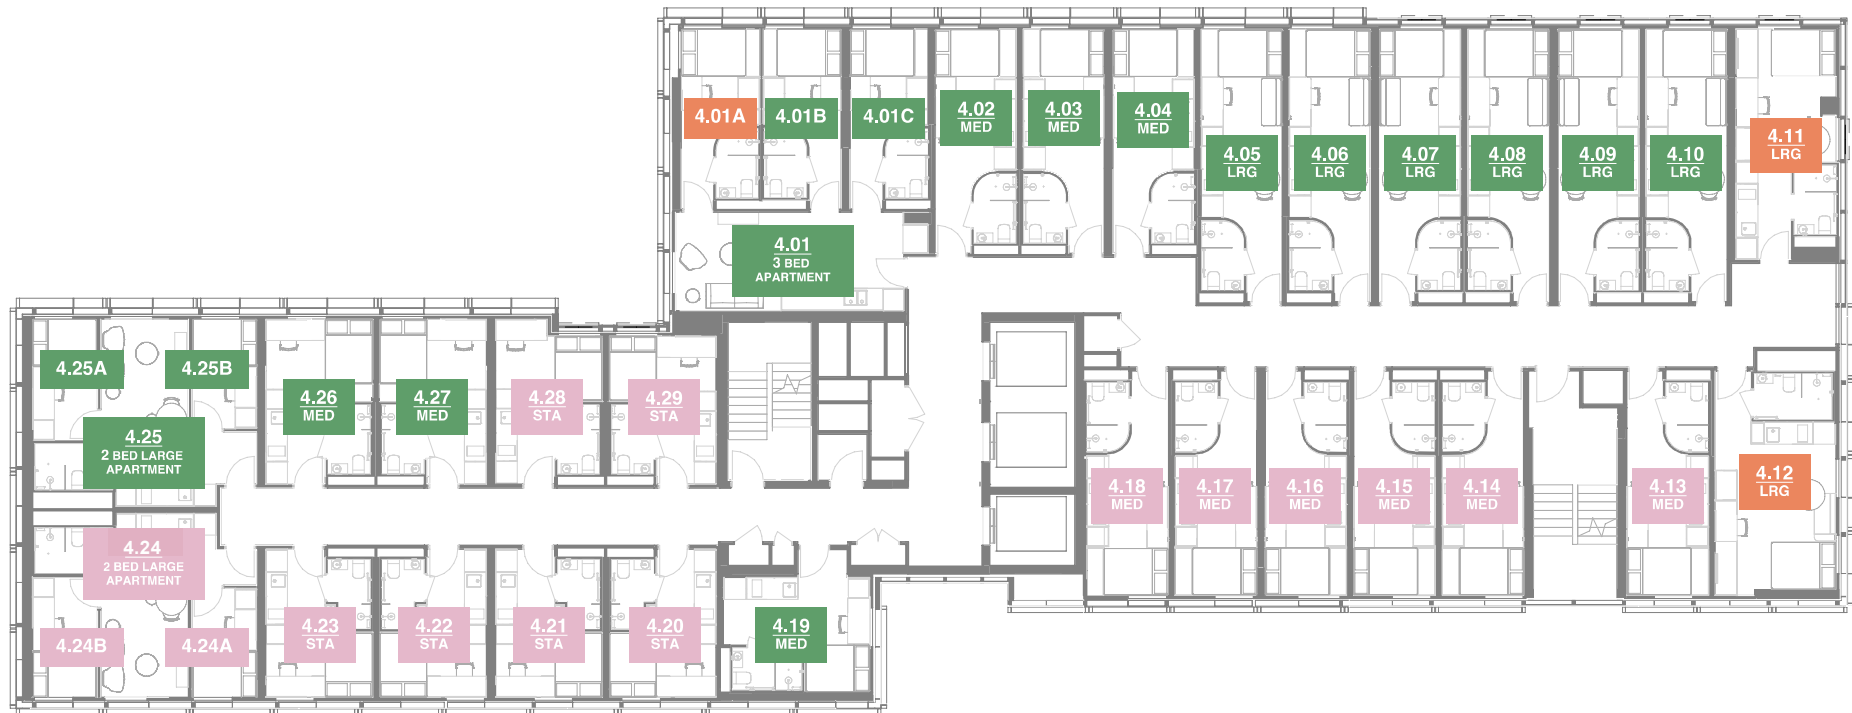 4.01A
4.01B
4.01C
4.02
MED
4.03
MED
4.04
MED
4.05
LRG
4.06
LRG
4.07
LRG
4.08
LRG
4.09
LRG
4.10
LRG
4.11
LRG
4.01
3 BED
APARTMENT
4.25A
4.25B
4.25
2 BED LARGE
APARTMENT
4.26
MED
4.27
MED
4.28
STA
4.29
STA
4.18
MED
4.17
MED
4.16
MED
4.15
MED
4.14
MED
4.13
MED
4.12
LRG
4.24
2 BED LARGE
APARTMENT
4.24B
4.24A
4.23
STA
4.22
STA
4.21
STA
4.20
STA
4.19
MED